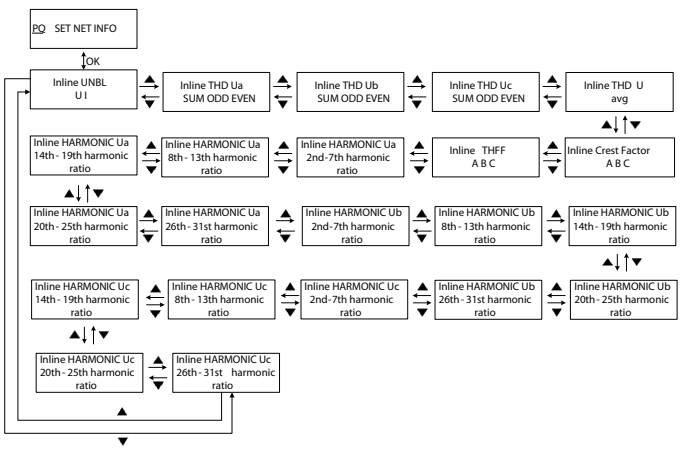 PQ SET NET INFO
OK
Inline UNBL
U I
Inline THD Ua
SUM ODD EVEN
Inline THD Ub
SUM ODD EVEN
Inline THD Uc
SUM ODD EVEN
Inline THD U
avg
Inline HARMONIC Ua
14th - 19th harmonic
ratio
Inline HARMONIC Ua
8th - 13th harmonic
ratio
Inline HARMONIC Ua
2nd-7th harmonic
ratio
Inline THFF
A B C
Inline Crest Factor
A B C
Inline HARMONIC Ua
20th - 25th harmonic
ratio
Inline HARMONIC Ua
26th - 31st harmonic
ratio
Inline HARMONIC Ub
2nd-7th harmonic
ratio
Inline HARMONIC Ub
8th - 13th harmonic
ratio
Inline HARMONIC Ub
14th - 19th harmonic
ratio
Inline HARMONIC Uc
14th - 19th harmonic
ratio
Inline HARMONIC Uc
8th - 13th harmonic
ratio
Inline HARMONIC Uc
2nd-7th harmonic
ratio
Inline HARMONIC Ub
26th - 31st harmonic
ratio
Inline HARMONIC Ub
20th - 25th harmonic
ratio
Inline HARMONIC Uc
20th - 25th harmonic
ratio
Inline HARMONIC Uc
26th - 31st harmonic
ratio